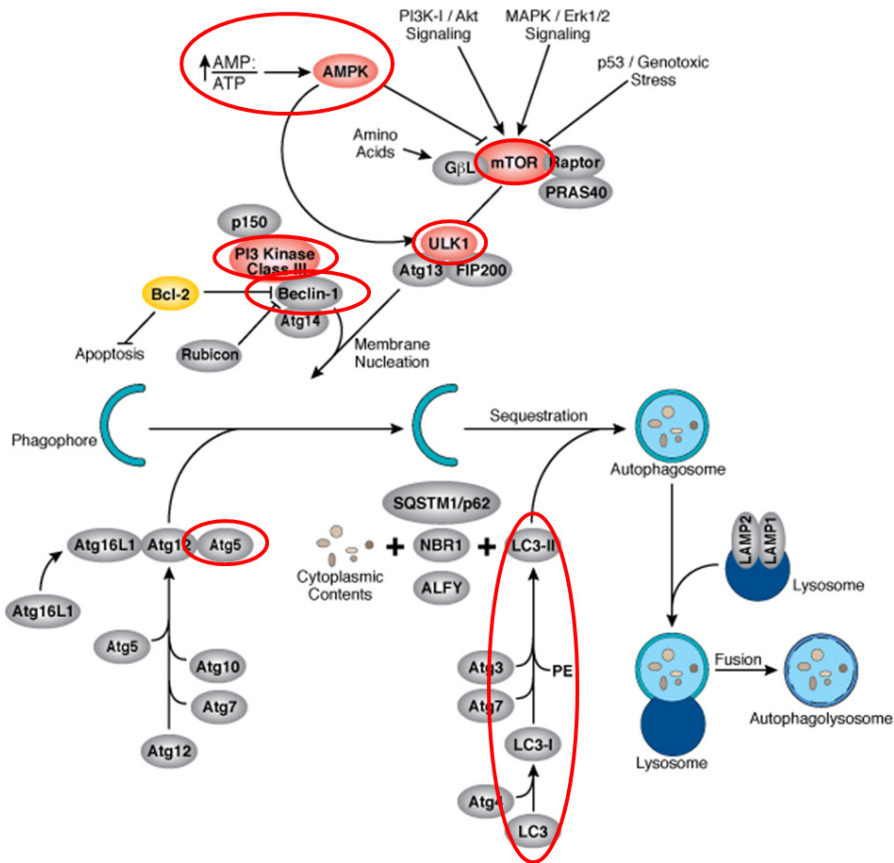 PI3K-I / Akt
Signaling
MAPK / Erk1/2
Signaling
AMP:
ATP
AMPK
p53 / Genotoxic
Stress
Amino
Acids
GβL
mTOR
Raptor
PRAS40
p150
PI3 Kinase
Class III
ULK1
Atg13
FIP200
Bcl-2
Beclin-1
Atg14
Apoptosis
Rubicon
Membrane
Nucleation
Phagophore
Sequestration
Autophagosome
SQSTM1/p62
Atg16L1
Atg12
Atg5
NBR1
LC3-II
Cytoplasmic
Contents
ALFY
LAMP2
LAMP1
Lysosome
Atg16L1
Atg5
Atg10
Atg7
Atg12
Atg3
PE
Atg7
LC3-I
Atg4
LC3
Fusion
Lysosome
Autophagolysosome